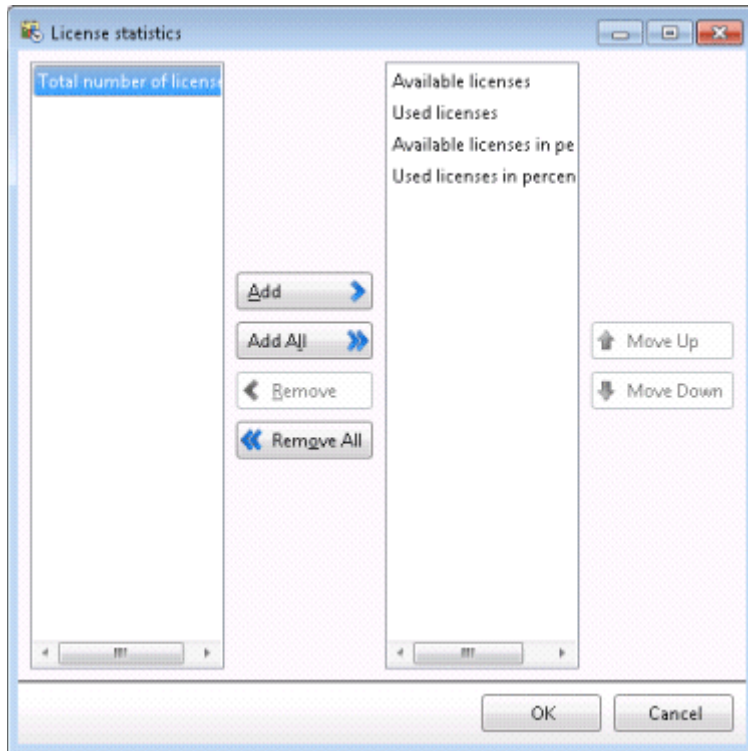 License statistics
Total number of license
Available licenses
Used licenses
Available licenses in pe
Used licenses in percen
Add
Add All
Remove
Remove All
Move Up
Move Down
OK
Cancel